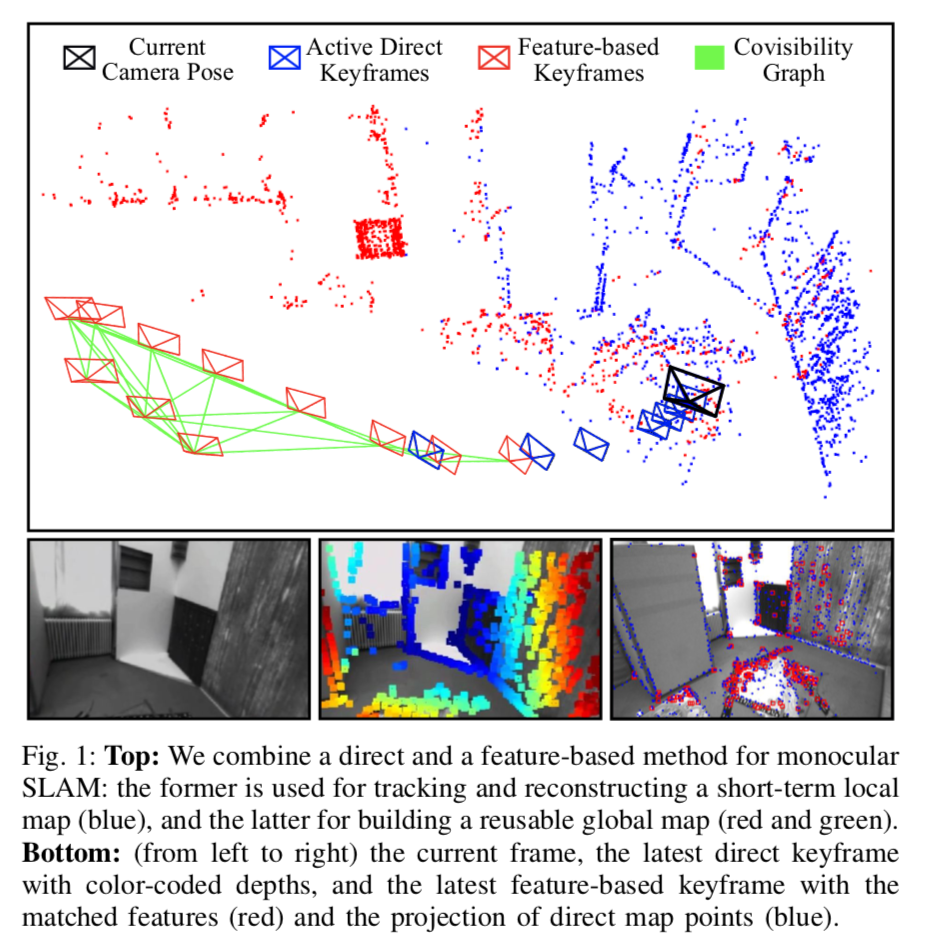 Current
Camera Pose
Active Direct
Keyframes
Feature-based
Keyframes
Covisibility
Graph
Fig. 1: Top: We combine a direct and a feature-based method for monocular
SLAM: the former is used for tracking and reconstructing a short-term local
map (blue), and the latter for building a reusable global map (red and green).
Bottom: (from left to right) the current frame, the latest direct keyframe
with color-coded depths, and the latest feature-based keyframe with the
matched features (red) and the projection of direct map points (blue).